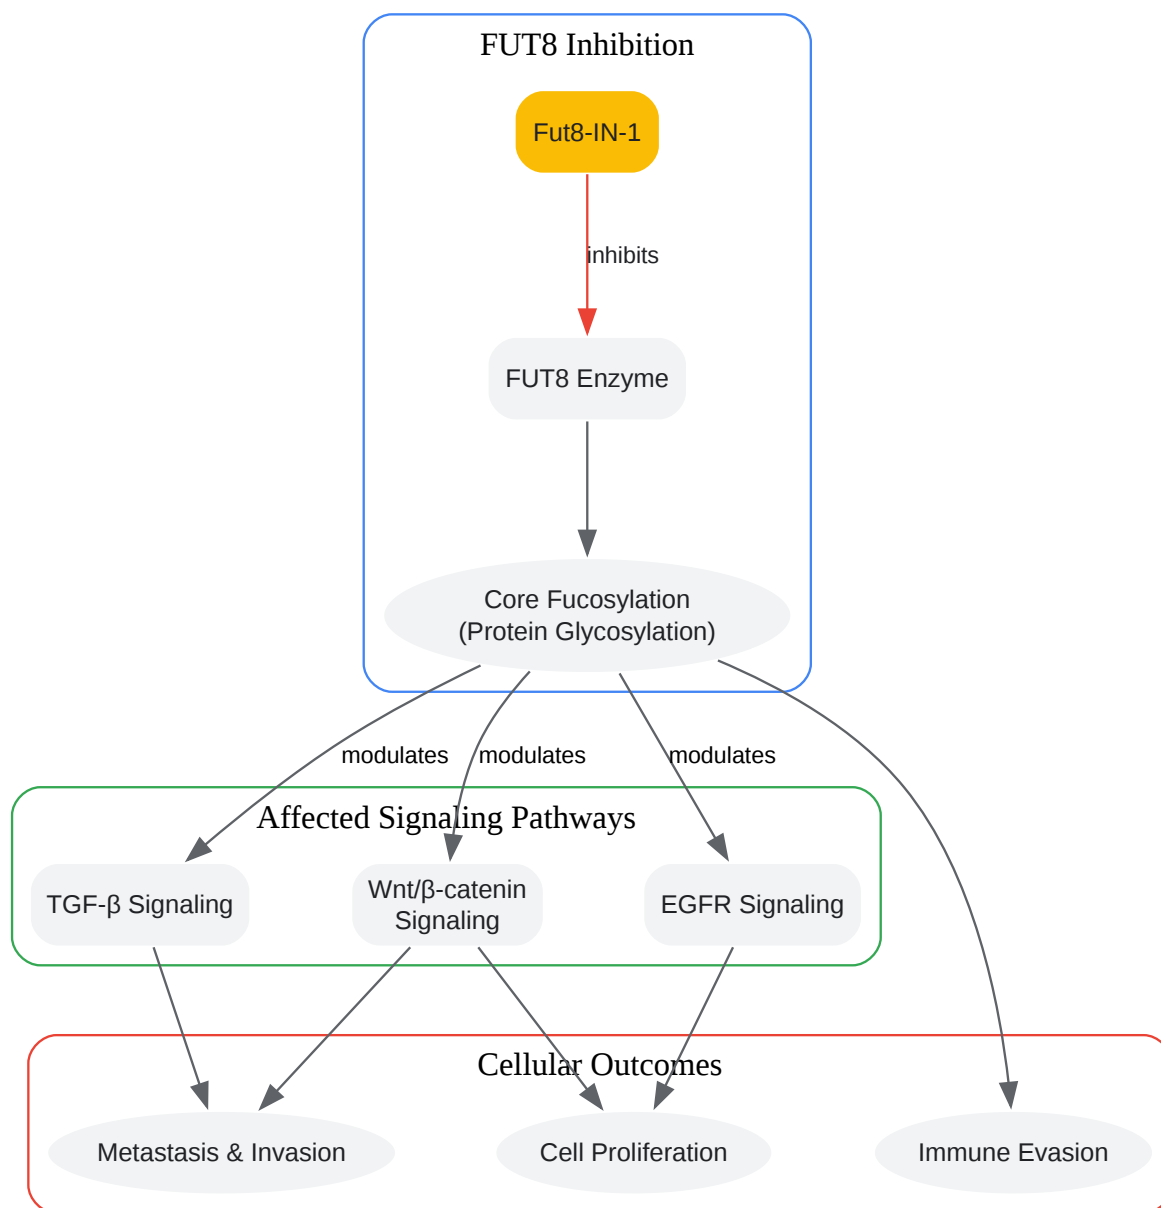 FUT8 Inhibition
Fut8-IN-1
inhibits
FUT8 Enzyme
Core Fucosylation
(Protein Glycosylation)
modulates
modulates
modulates
Affected Signaling Pathways
TGF-β Signaling
Wnt/β-catenin
Signaling
EGFR Signaling
Cellular Outcomes
Metastasis & Invasion
Cell Proliferation
Immune Evasion